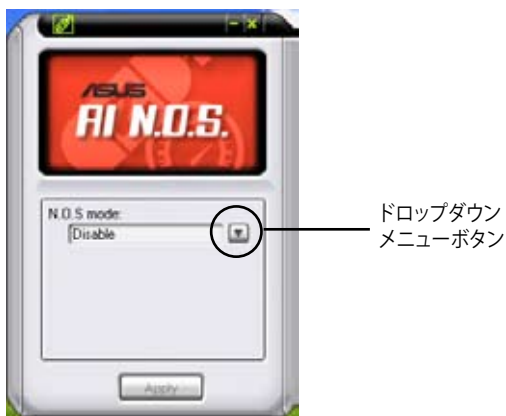 ASUS
AI N.O.S.
N.O.S mode:
Disable
ドロップダウン
メニューボタン
Apply